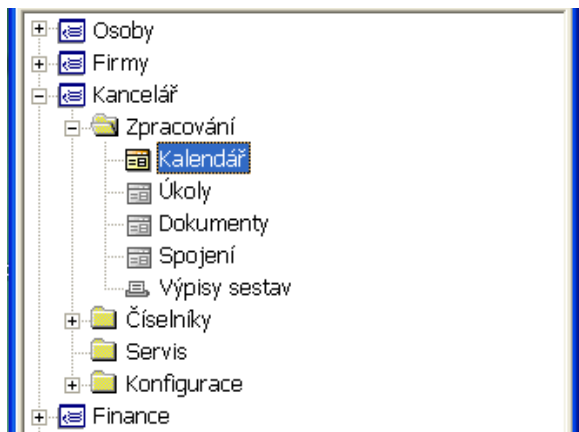 Osoby
Firmy
Kancelář
Zpracování
Kalendář
Úkoly
Dokumenty
Spojení
Výpisy sestav
Číselníky
Servis
Konfigurace
Finance